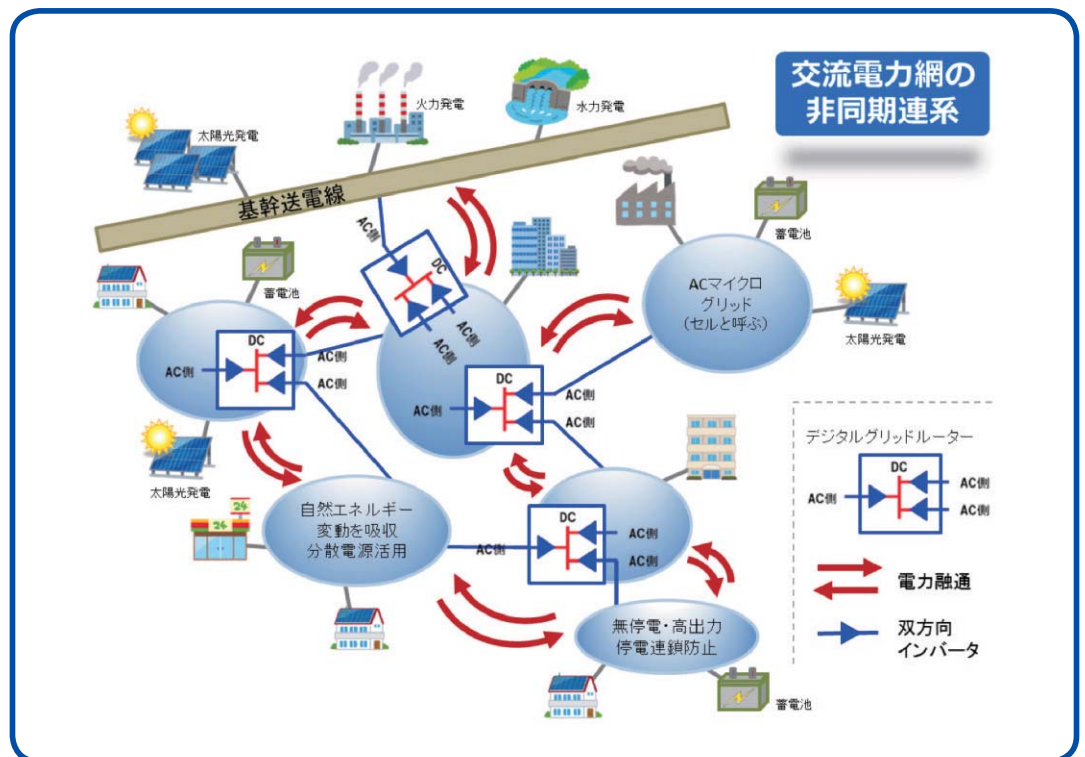 交流電力網の
非同期連系
火力発電
水力発電
太陽光発電
基幹送電線
蓄電池
AC側
DC
AC側
AC側
ACマイクロ
グリッド
(セルと呼ぶ)
蓄電池
太陽光発電
DC
AC側
AC側
AC側
DC
AC側
AC側
AC側
太陽光発電
24
24
自然エネルギー
変動を吸収
分散電源活用
DC
AC側
AC側
AC側
無停電・高出力
停電連鎖防止
蓄電池
デジタルグリッドルーター
DC
AC側
AC側
AC側
電力融通
双方向
インバータ